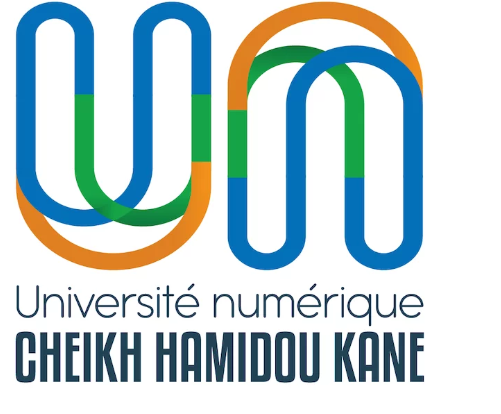 Université numérique
CHEIKH HAMIDOU KANE